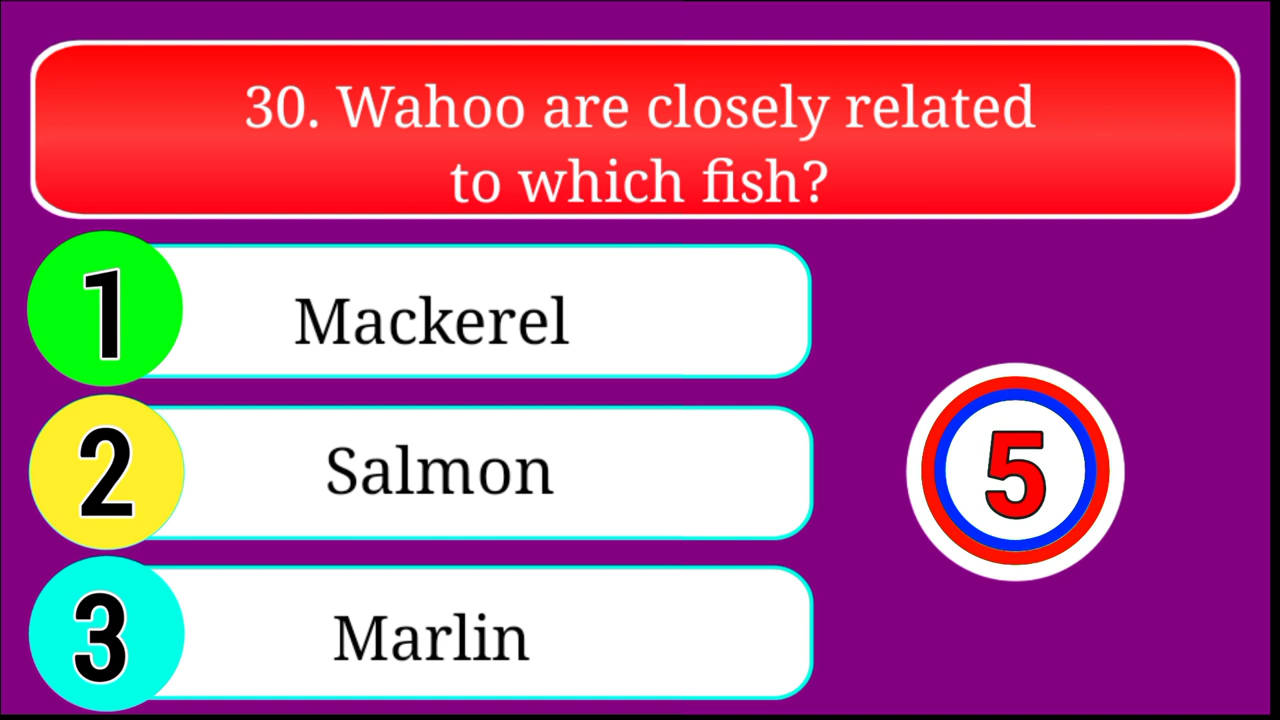 30. Wahoo are closely related
to which fish?
1
Mackerel
2
Salmon
5
3
Marlin